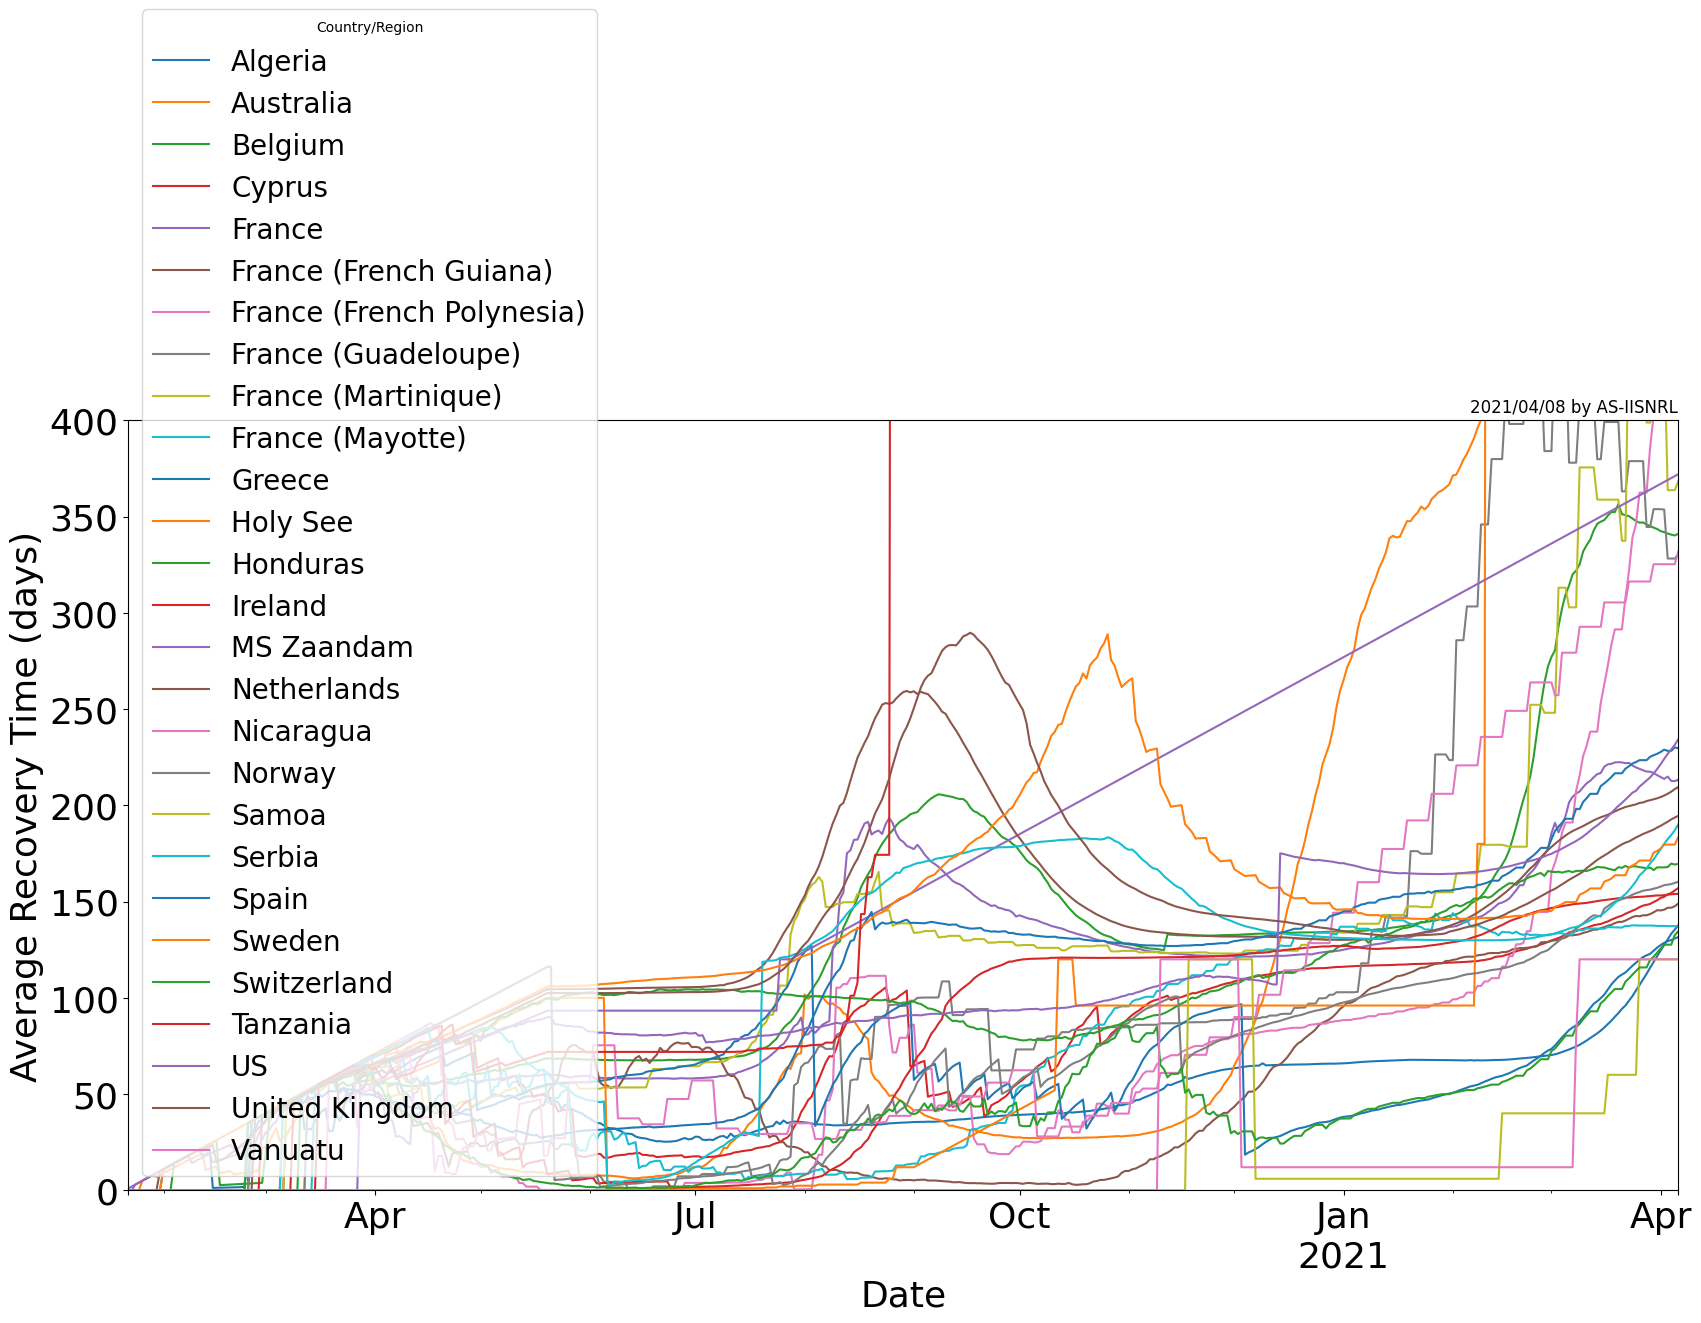 Country/Region
Algeria
Australia
Belgium
Cyprus
France
France (French Guiana)
France (French Polynesia)
France (Guadeloupe)
France (Martinique)
France (Mayotte)
Greece
Holy See
Honduras
Ireland
MS Zaandam
Netherlands
Nicaragua
Norway
Samoa
Serbia
Spain
Sweden
Switzerland
Tanzania
US
United Kingdom
Vanuatu
2021/04/08 by AS-IISNRL
Average Recovery Time (days)
400
350
300
250
200
150
100
50
0
Apr
Jul
Oct
Jan
2021
Apr
Date